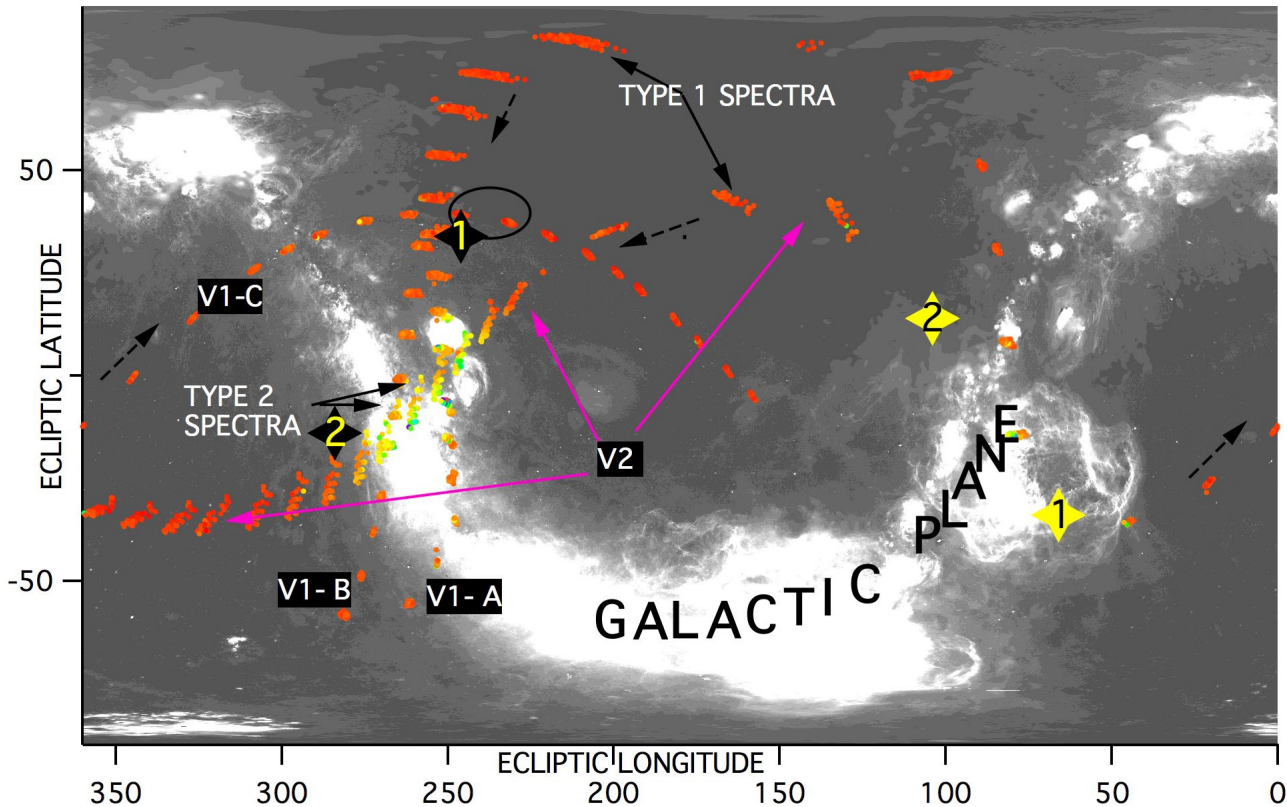 TYPE 1 SPECTRA
50
1
V1-C
2
ECLIPTIC LATITUDE
TYPE 2
SPECTRA
2
V2
1
GALACTIC PLANE
-50
V1- B
V1- A
ECLIPTIC LONGITUDE
350 300 250 200 150 100 50 0